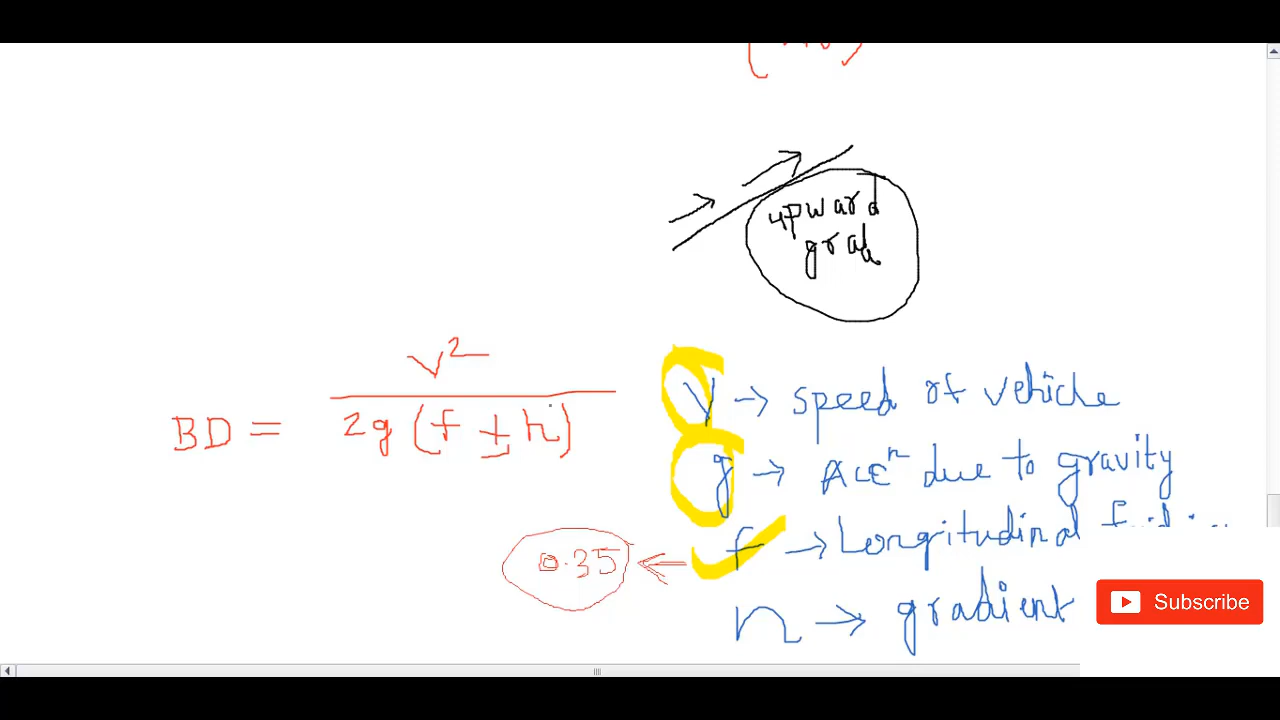 upward
grad
V²
BD = 2g (f ± n)
V → speed of vehicle
g → Accⁿ due to gravity
f → Longitudinal
0.35 ←
n → gradient
Subscribe